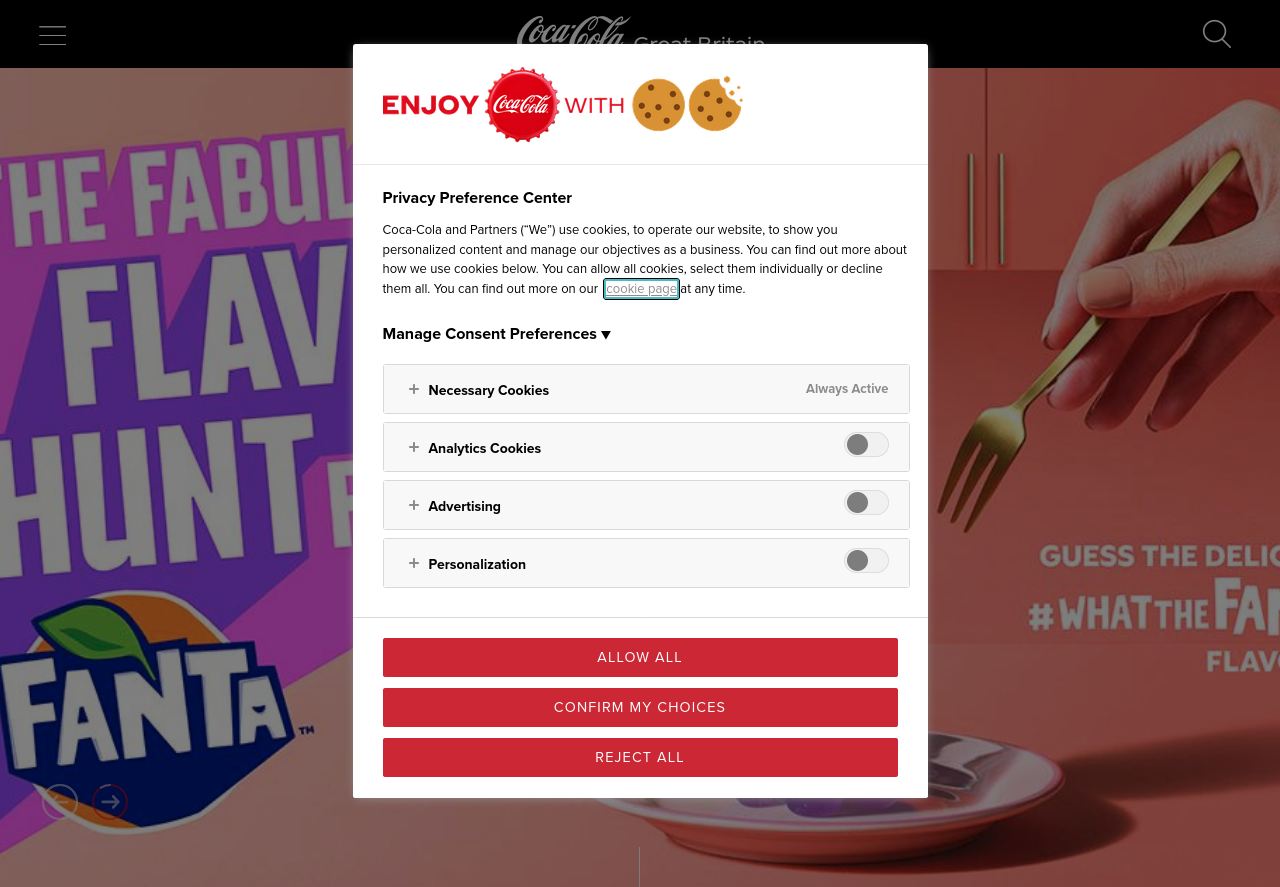 Coca-Cola Great Britain
ENJOY Coca-Cola WITH
Privacy Preference Center
Coca-Cola and Partners (“We”) use cookies, to operate our website, to show you
personalized content and manage our objectives as a business. You can find out more about
how we use cookies below. You can allow all cookies, select them individually or decline
them all. You can find out more on our cookie page at any time.
Manage Consent Preferences
Necessary Cookies
Always Active
Analytics Cookies
Advertising
Personalization
ALLOW ALL
CONFIRM MY CHOICES
REJECT ALL
THE FABUL
FLAV
HUNT
FANTA™
GUESS THE DELIC
#WHATTHEFAN
FLAV